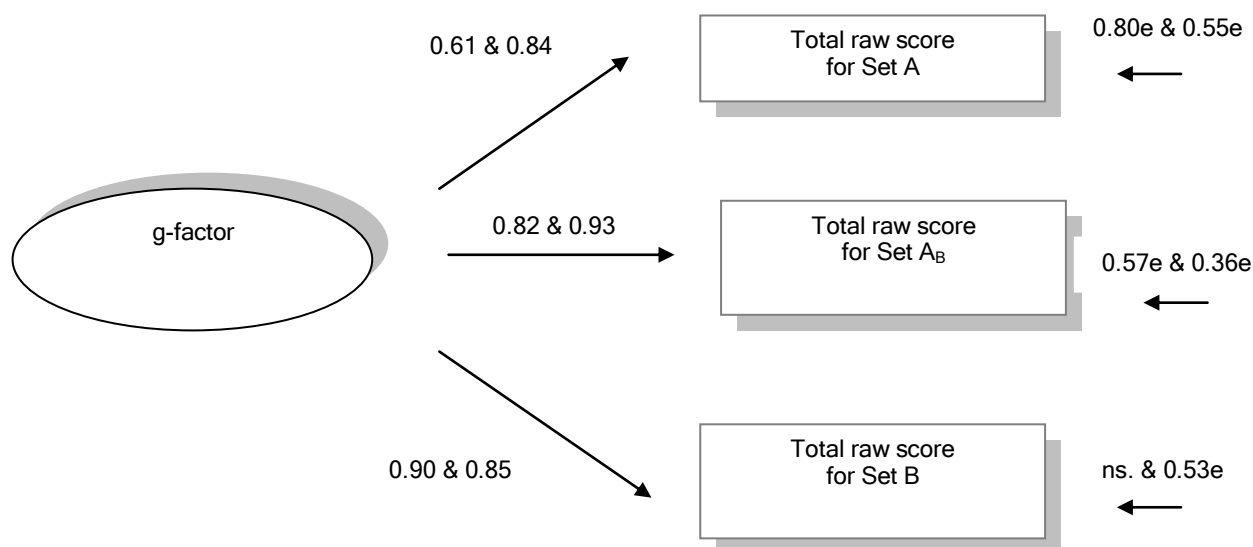 0.61 & 0.84
Total raw score
for Set A
0.80e & 0.55e
g-factor
0.82 & 0.93
Total raw score
for Set AB
0.57e & 0.36e
0.90 & 0.85
Total raw score
for Set B
ns. & 0.53e